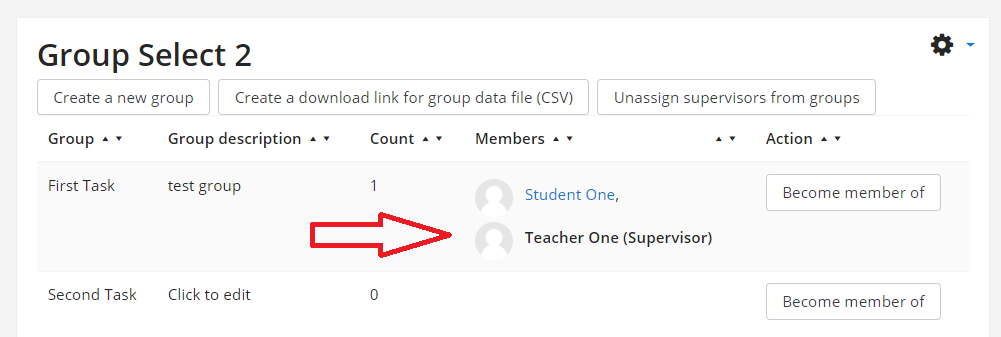 Group Select 2
Create a new group Create a download link for group data file (CSV) Unassign supervisors from groups
Group Group description Count Members Action
First Task test group 1 Student One, Become member of
Teacher One (Supervisor)
Second Task Click to edit 0 Become member of